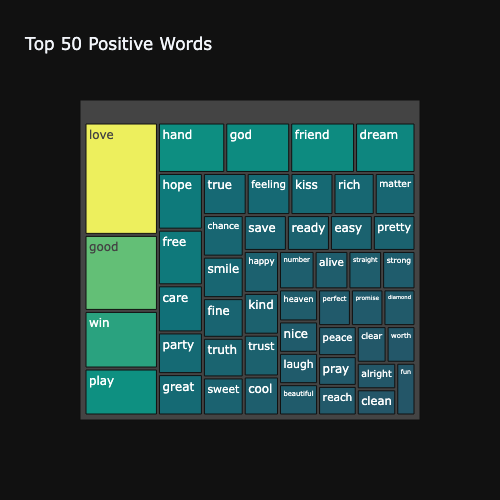 Top 50 Positive Words
love
good
win
play
hand
god
friend
dream
hope
free
care
party
great
true
feeling
kiss
rich
matter
chance
smile
fine
truth
sweet
save
ready
easy
pretty
happy
kind
trust
cool
number
alive
straight
strong
heaven
nice
laugh
beautiful
perfect
promise
diamond
peace
pray
reach
clear
worth
alright
clean
fun